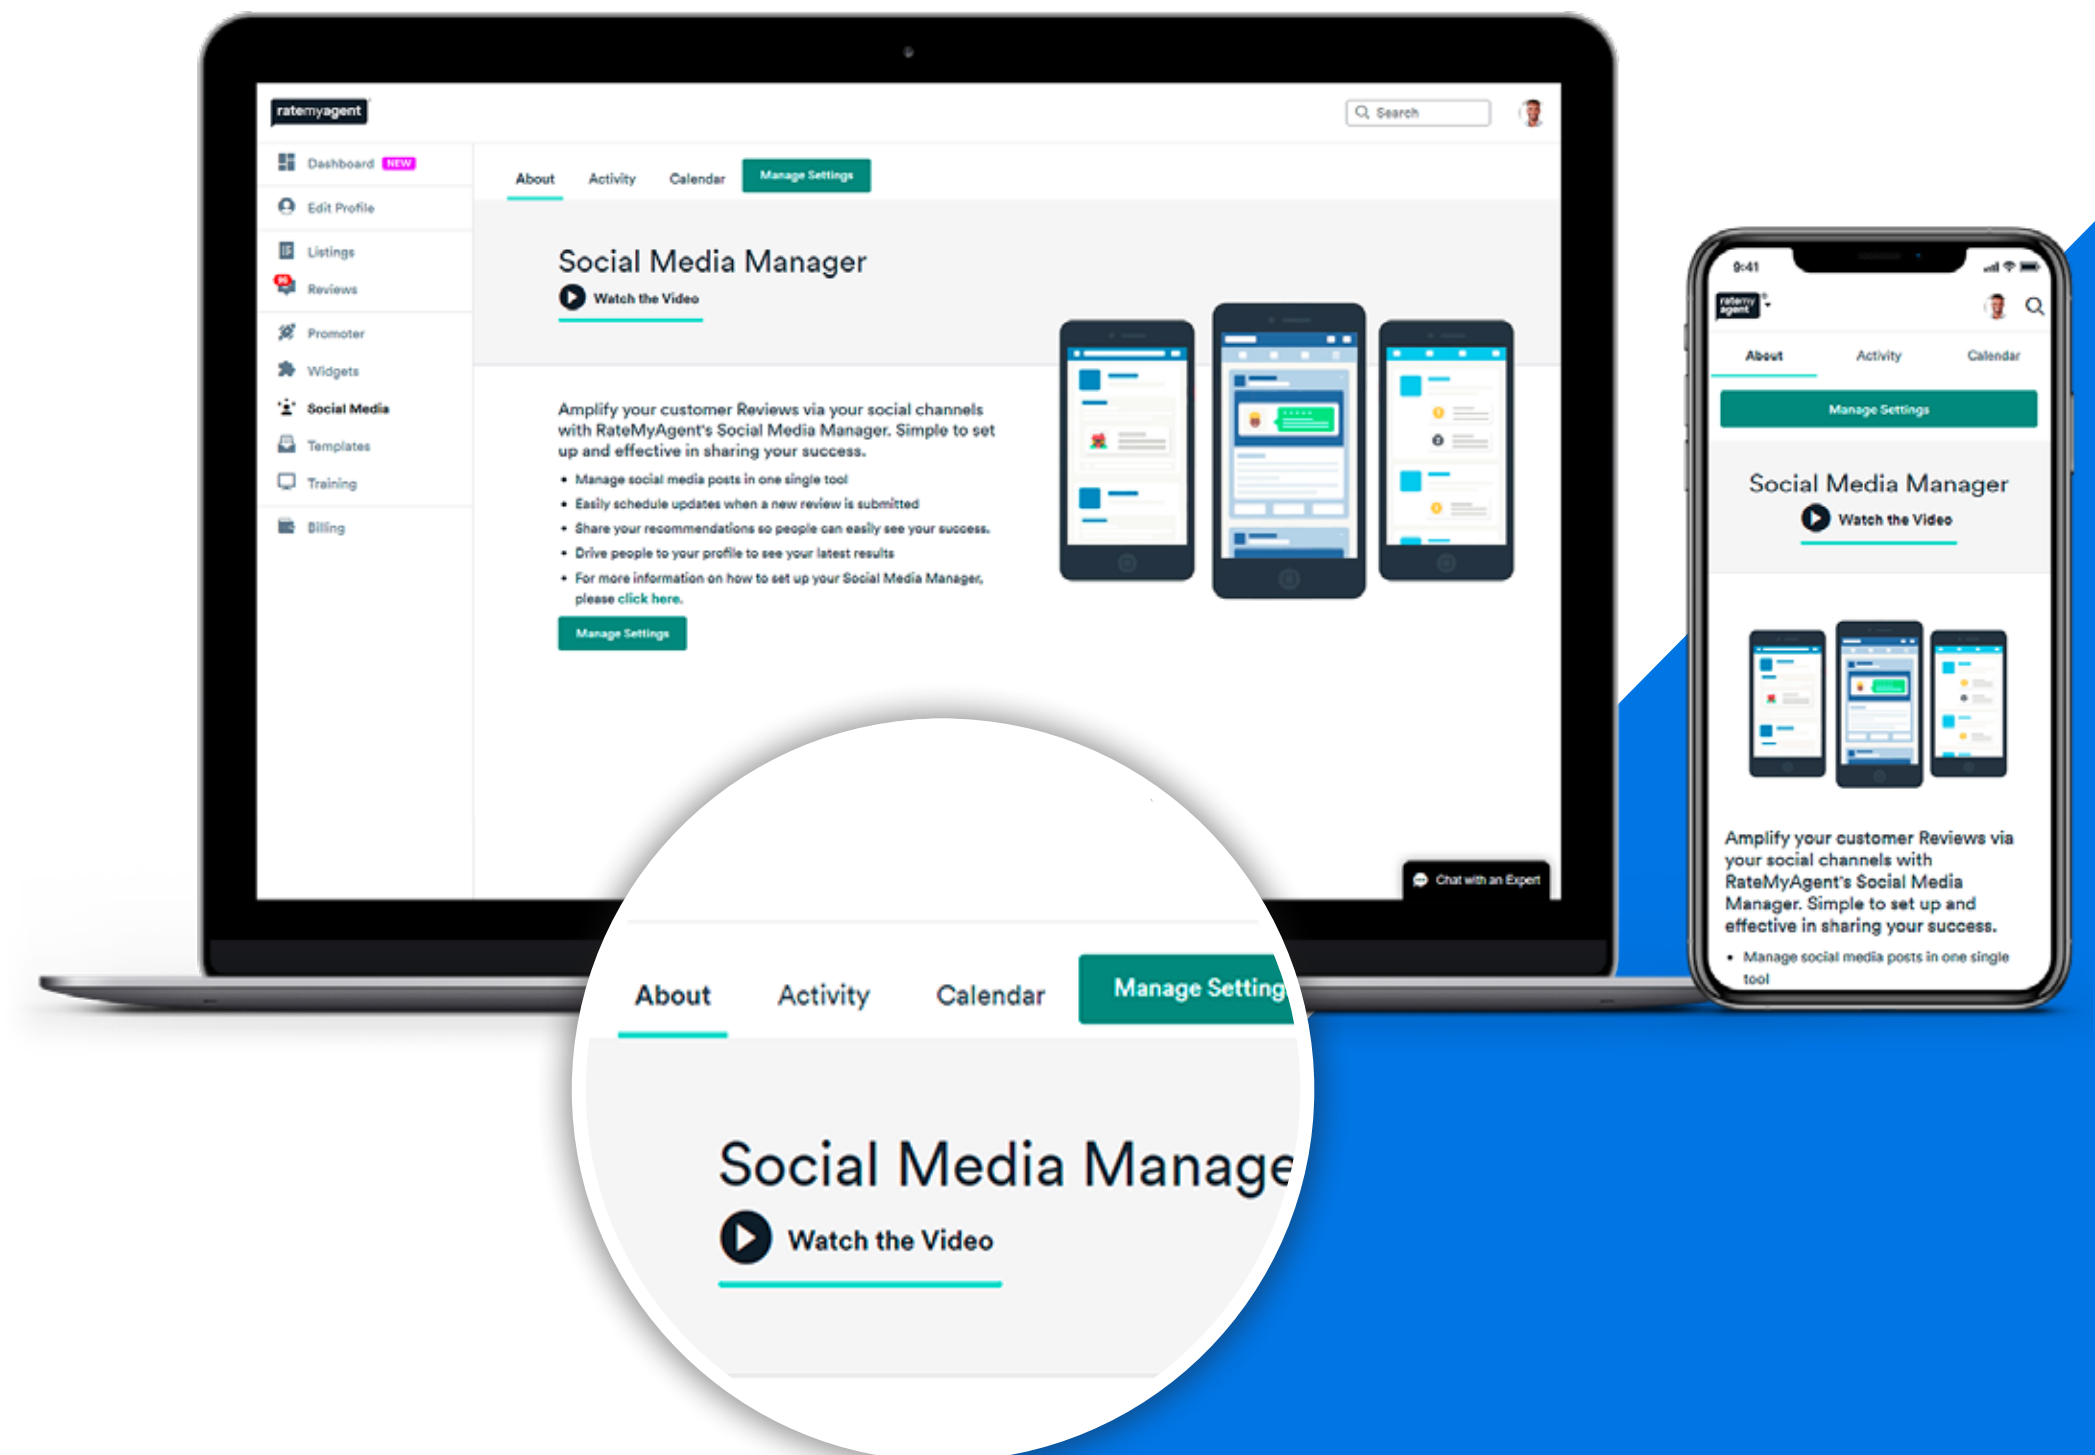 ratemyagent
Search
Dashboard NEW
Edit Profile
Listings
Reviews
Promoter
Widgets
Social Media
Templates
Training
Billing
About Activity Calendar Manage Settings
Social Media Manager
Watch the Video
Amplify your customer Reviews via your social channels
with RateMyAgent's Social Media Manager. Simple to set
up and effective in sharing your success.
• Manage social media posts in one single tool
• Easily schedule updates when a new review is submitted
• Share your recommendations so people can easily see your success.
• Drive people to your profile to see your latest results
• For more information on how to set up your Social Media Manager,
please click here.
Manage Settings
Chat with an Expert
About Activity Calendar Manage Setting
Social Media Manage
Watch the Video
9:41
ratemy
agent
About Activity Calendar
Manage Settings
Social Media Manager
Watch the Video
Amplify your customer Reviews via
your social channels with
RateMyAgent's Social Media
Manager. Simple to set up and
effective in sharing your success.
• Manage social media posts in one single
tool